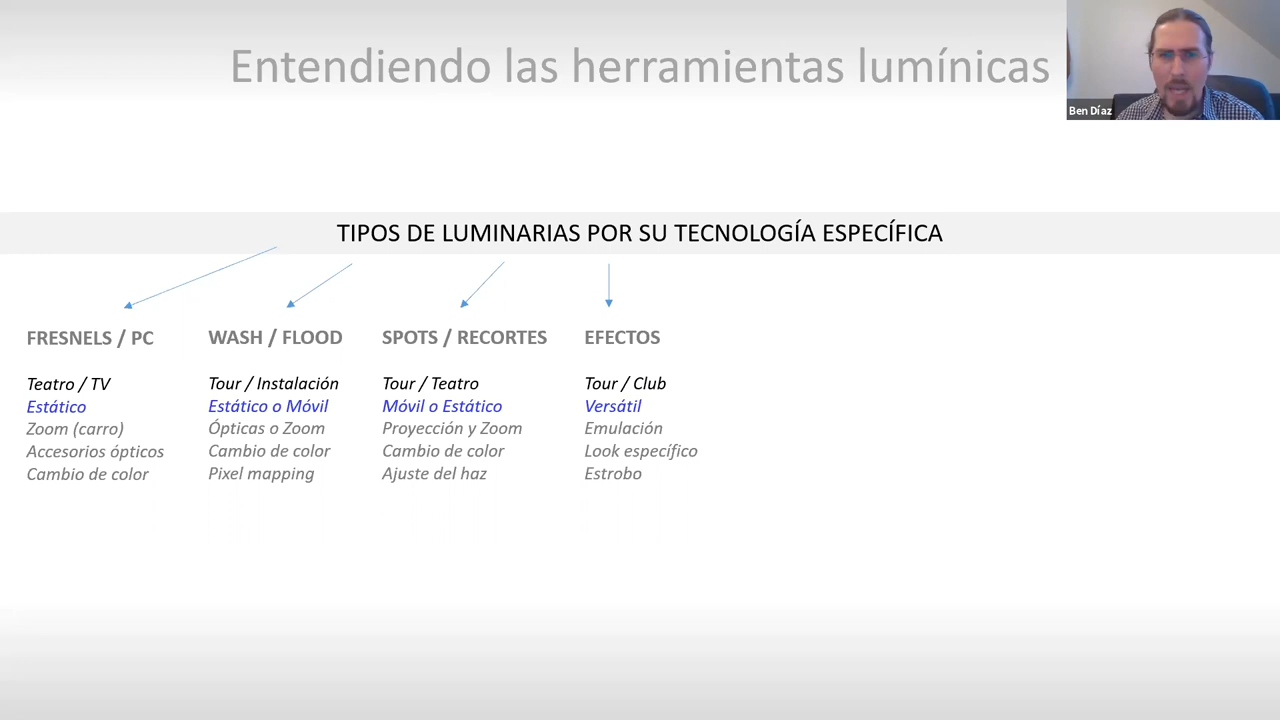 Entendiendo las herramientas lumínicas
Ben Díaz
TIPOS DE LUMINARIAS POR SU TECNOLOGÍA ESPECÍFICA
FRESNELS / PC
Teatro / TV
Estático
Zoom (carro)
Accesorios ópticos
Cambio de color
WASH / FLOOD
Tour / Instalación
Estático o Móvil
Ópticas o Zoom
Cambio de color
Pixel mapping
SPOTS / RECORTES
Tour / Teatro
Móvil o Estático
Proyección y Zoom
Cambio de color
Ajuste del haz
EFECTOS
Tour / Club
Versátil
Emulación
Look específico
Estrobo